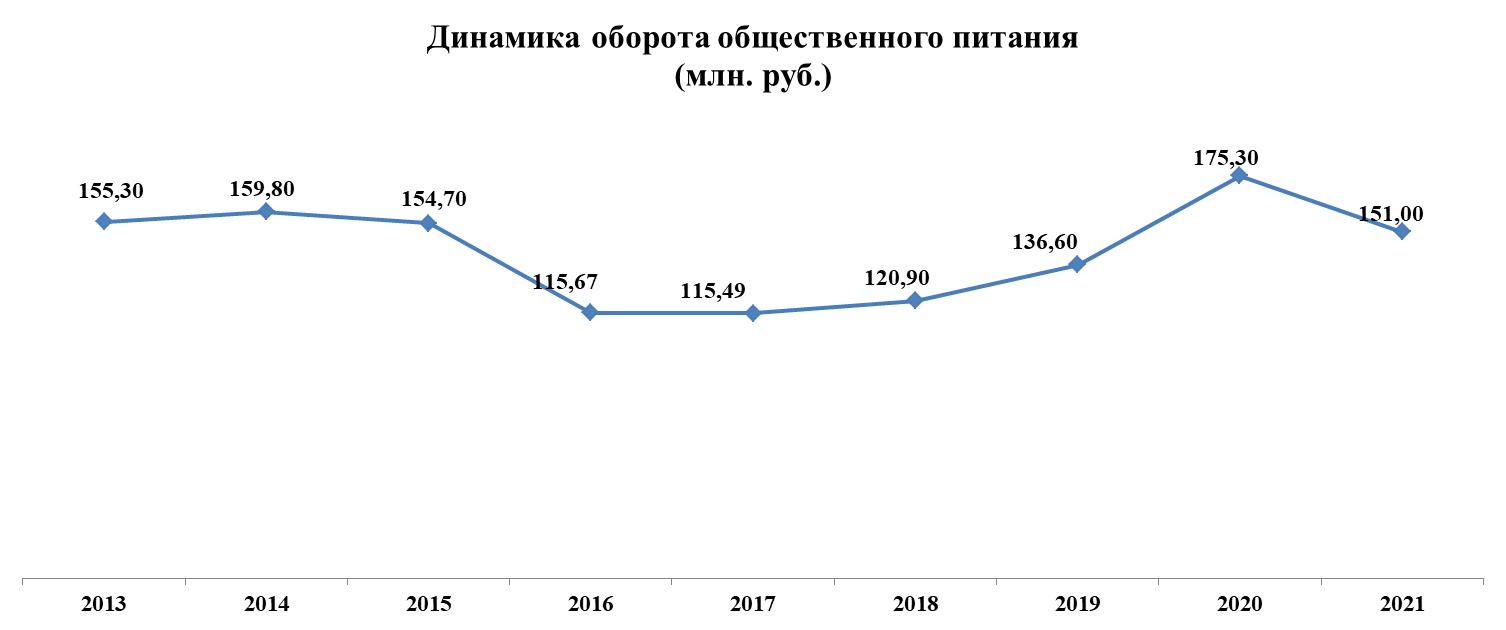 Динамика оборота общественного питания
(млн. руб.)
155,30 159,80 154,70 115,67 115,49 120,90 136,60 175,30 151,00
2013 2014 2015 2016 2017 2018 2019 2020 2021